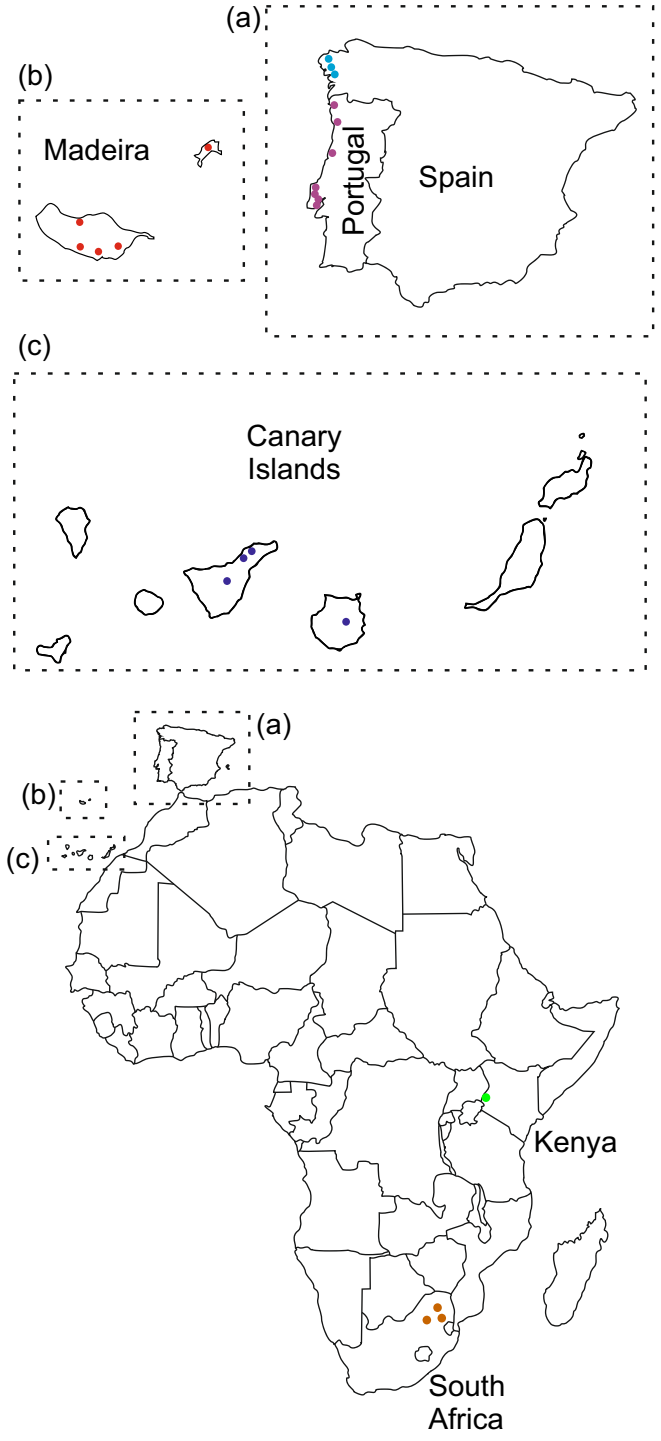 (a)
(b)
Madeira
Portugal
Spain
(c)
Canary
Islands
(a)
(b)
(c)
Kenya
South
Africa